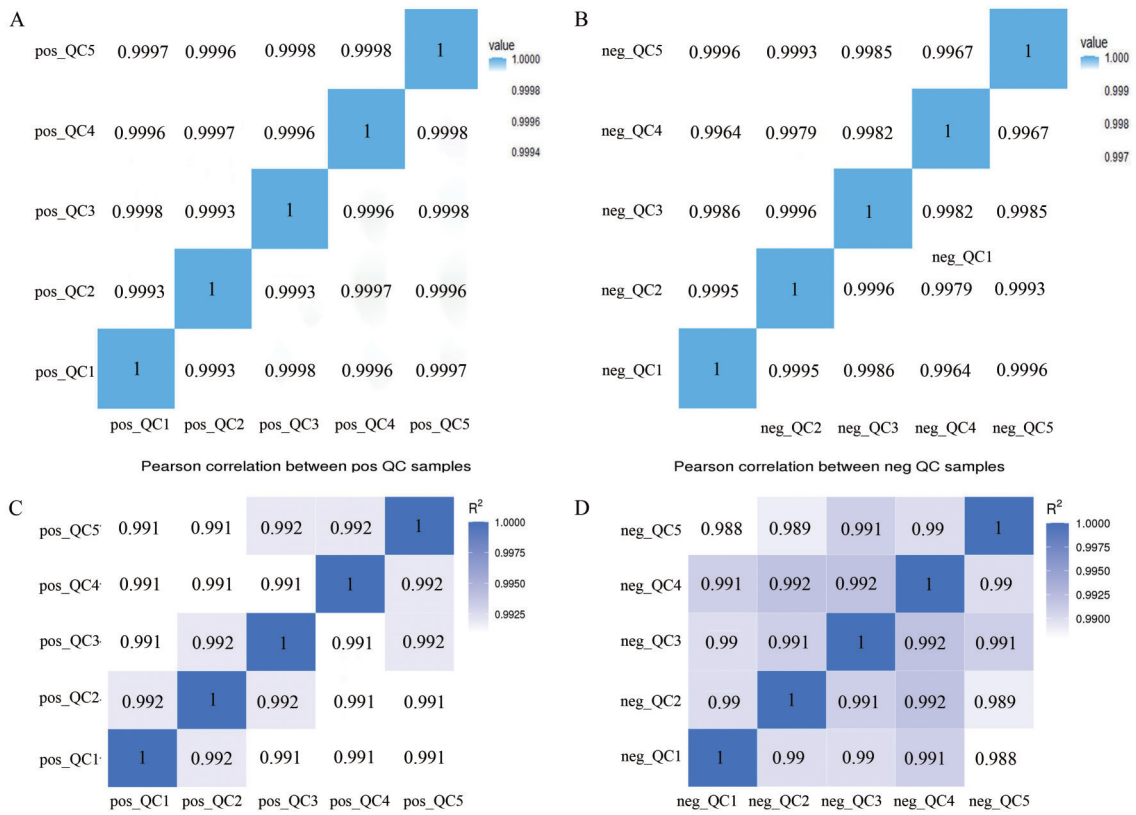 A
pos_QC5 0.9997 0.9996 0.9998 0.9998 1
pos_QC4 0.9996 0.9997 0.9996 1 0.9998
pos_QC3 0.9998 0.9993 1 0.9996 0.9998
pos_QC2 0.9993 1 0.9993 0.9997 0.9996
pos_QC1 1 0.9993 0.9998 0.9996 0.9997
pos_QC1 pos_QC2 pos_QC3 pos_QC4 pos_QC5
value
1.0000
0.9998
0.9996
0.9994
Pearson correlation between pos QC samples
B
neg_QC5 0.9996 0.9993 0.9985 0.9967 1
neg_QC4 0.9964 0.9979 0.9982 1 0.9967
neg_QC3 0.9986 0.9996 1 0.9982 0.9985
neg_QC1
neg_QC2 0.9995 1 0.9996 0.9979 0.9993
neg_QC1 1 0.9995 0.9986 0.9964 0.9996
neg_QC2 neg_QC3 neg_QC4 neg_QC5
value
1.000
0.999
0.998
0.997
Pearson correlation between neg QC samples
C
pos_QC5 0.991 0.991 0.992 0.992 1
pos_QC4 0.991 0.991 0.991 1 0.992
pos_QC3 0.991 0.992 1 0.991 0.992
pos_QC2 0.992 1 0.992 0.991 0.991
pos_QC1 1 0.992 0.991 0.991 0.991
pos_QC1 pos_QC2 pos_QC3 pos_QC4 pos_QC5
R²
1.0000
0.9975
0.9950
0.9925
D
neg_QC5 0.988 0.989 0.991 0.99 1
neg_QC4 0.991 0.992 0.992 1 0.99
neg_QC3 0.99 0.991 1 0.992 0.991
neg_QC2 0.99 1 0.991 0.992 0.989
neg_QC1 1 0.99 0.99 0.991 0.988
neg_QC1 neg_QC2 neg_QC3 neg_QC4 neg_QC5
R²
1.0000
0.9975
0.9950
0.9925
0.9900